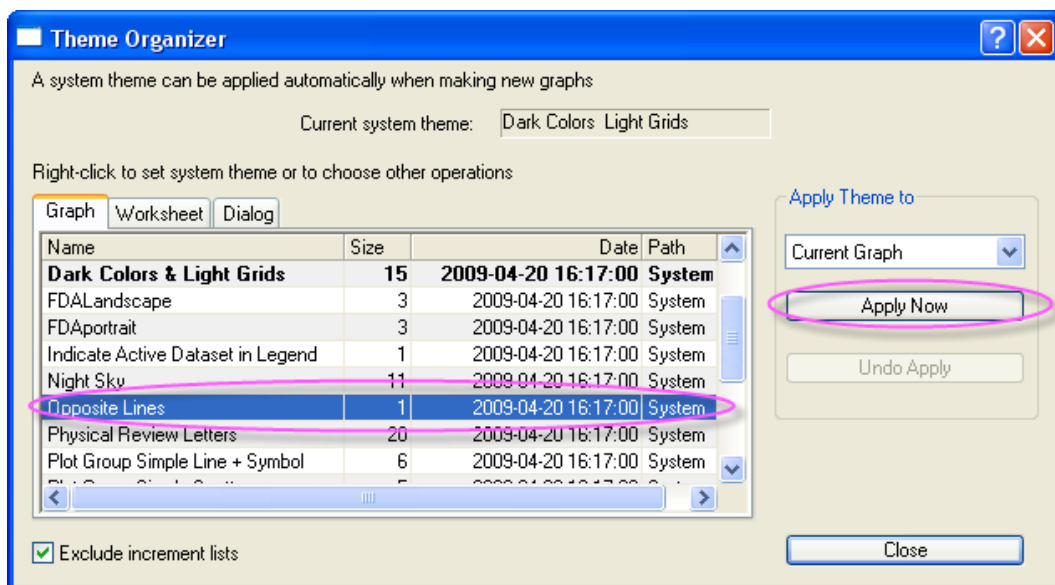 Theme Organizer
A system theme can be applied automatically when making new graphs
Current system theme: Dark Colors Light Grids
Right-click to set system theme or to choose other operations
Graph Worksheet Dialog
Name Size Date Path
Dark Colors & Light Grids 15 2009-04-20 16:17:00 System
FDALandscape 3 2009-04-20 16:17:00 System
FDAportrait 3 2009-04-20 16:17:00 System
Indicate Active Dataset in Legend 1 2009-04-20 16:17:00 System
Night Sky 11 2009-04-20 16:17:00 System
Opposite Lines 1 2009-04-20 16:17:00 System
Physical Review Letters 20 2009-04-20 16:17:00 System
Plot Group Simple Line + Symbol 6 2009-04-20 16:17:00 System
Exclude increment lists
Apply Theme to
Current Graph
Apply Now
Undo Apply
Close